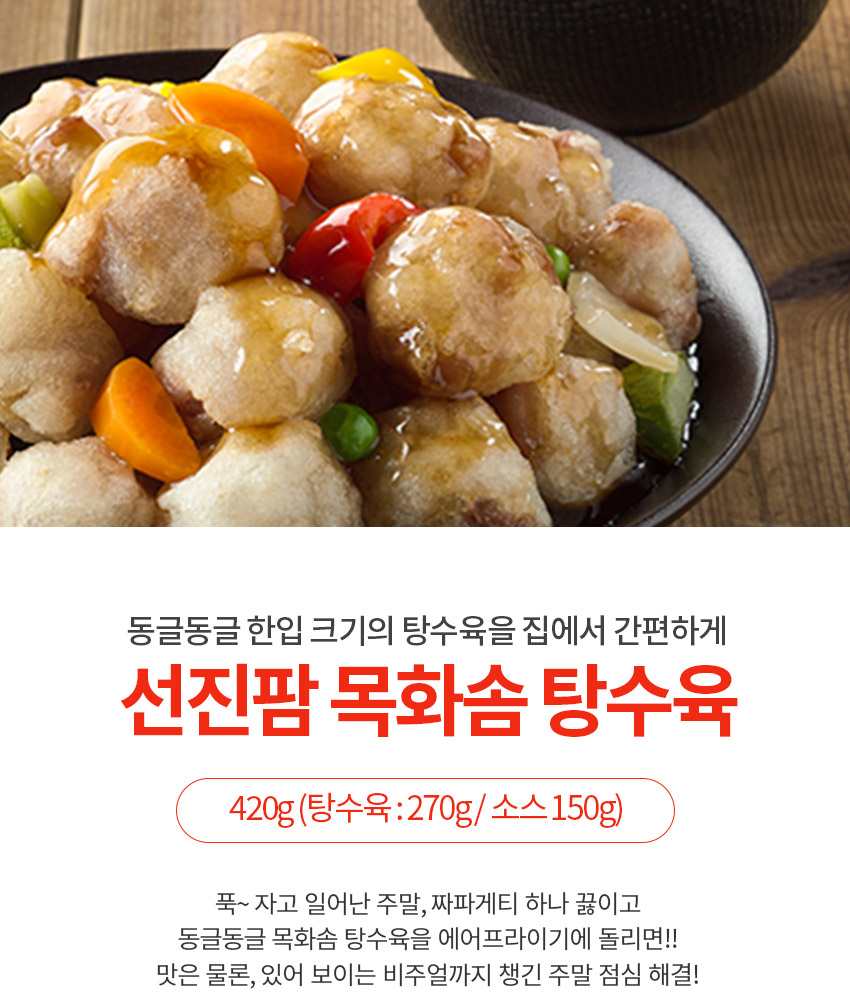 동글동글 한입 크기의 탕수육을 집에서 간편하게
선진팜 목화솜 탕수육
420g (탕수육 : 270g / 소스 150g)
푹~ 자고 일어난 주말, 짜파게티 하나 끓이고
동글동글 목화솜 탕수육을 에어프라이기에 돌리면!!
맛은 물론, 있어 보이는 비주얼까지 챙긴 주말 점심 해결!